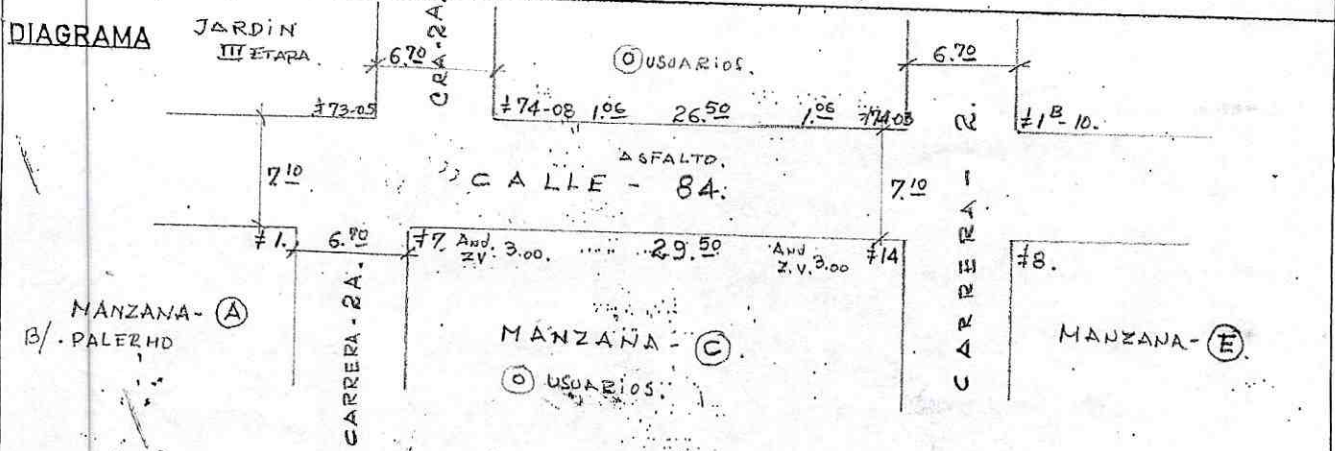 DIAGRAMA
JARDIN
III ETAPA.
6.70
CRA-2A
O USUARIOS.
6.70
#73-05
#74-08 1.06 26.50 1.06 #74-03
#1B-10.
7.10
ASFALTO.
CALLE - 84.
7.10
CARRERA-2.
#1. 6.70 #7 And. Z.V. 3.00. 29.50 And Z.V. 3.00 #14
#8.
MANZANA- A
B/. PALERMO
CARRERA-2A.
MANZANA- C.
O USUARIOS.
MANZANA- E.